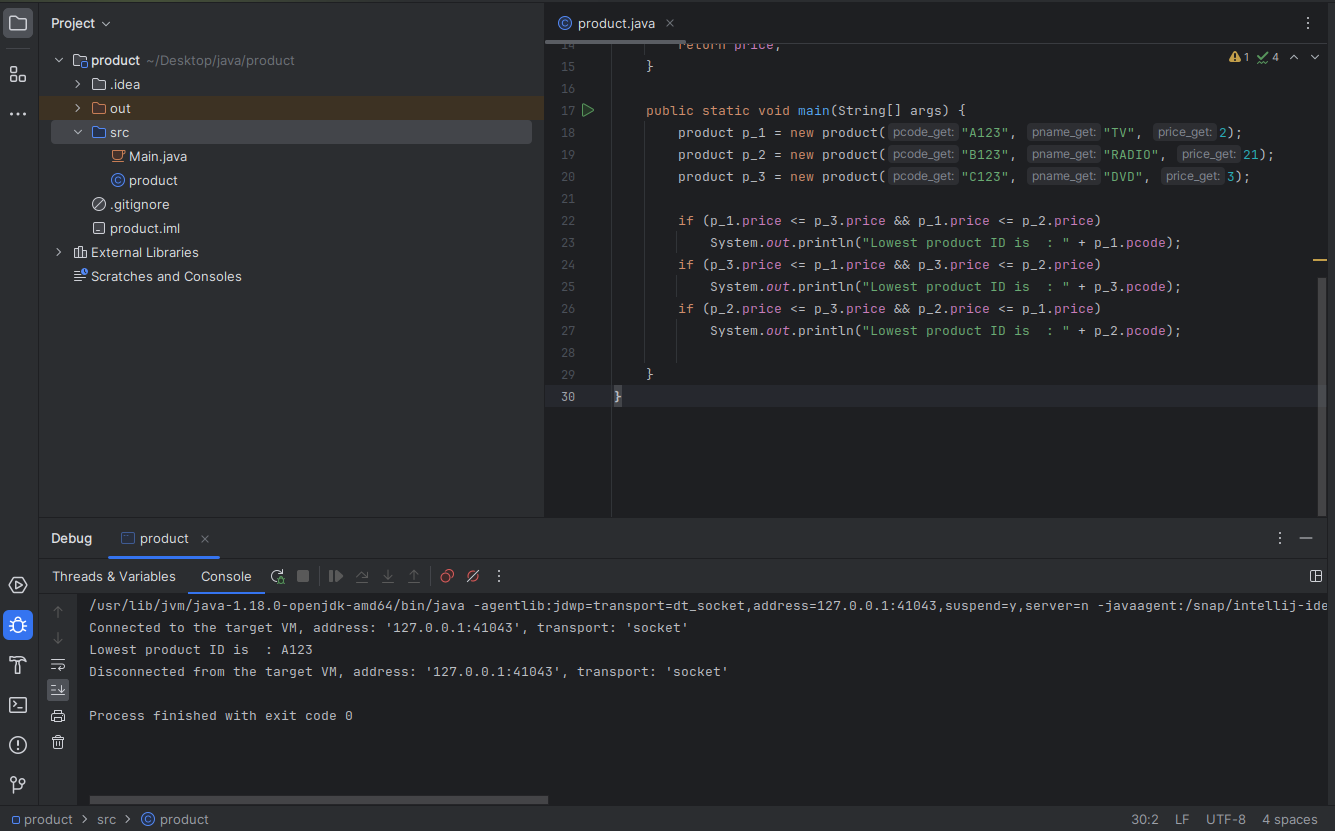 Project
product ~/Desktop/java/product
.idea
out
src
Main.java
product
.gitignore
product.iml
External Libraries
Scratches and Consoles
product.java
1 4
14 return price;
15 }
16
17 public static void main(String[] args) {
18 product p_1 = new product( pcode_get: "A123", pname_get: "TV", price_get: 2);
19 product p_2 = new product( pcode_get: "B123", pname_get: "RADIO", price_get: 21);
20 product p_3 = new product( pcode_get: "C123", pname_get: "DVD", price_get: 3);
21
22 if (p_1.price <= p_3.price && p_1.price <= p_2.price)
23 System.out.println("Lowest product ID is  : " + p_1.pcode);
24 if (p_3.price <= p_1.price && p_3.price <= p_2.price)
25 System.out.println("Lowest product ID is  : " + p_3.pcode);
26 if (p_2.price <= p_3.price && p_2.price <= p_1.price)
27 System.out.println("Lowest product ID is  : " + p_2.pcode);
28
29 }
30 }
Debug product
Threads & Variables Console
/usr/lib/jvm/java-1.18.0-openjdk-amd64/bin/java -agentlib:jdwp=transport=dt_socket,address=127.0.0.1:41043,suspend=y,server=n -javaagent:/snap/intellij-ide
Connected to the target VM, address: '127.0.0.1:41043', transport: 'socket'
Lowest product ID is  : A123
Disconnected from the target VM, address: '127.0.0.1:41043', transport: 'socket'
Process finished with exit code 0
product > src > product 30:2 LF UTF-8 4 spaces